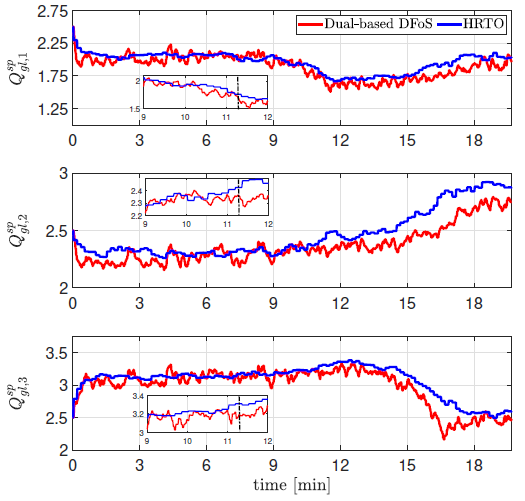 2.75
2.25
1.75
1.25
Q^{sp}_{gl,1}
Dual-based DFoS HRTO
2
1.5
9 10 11 12
0 3 6 9 12 15 18
3
2.5
2
Q^{sp}_{gl,2}
2.4
2.3
2.2
9 10 11 12
0 3 6 9 12 15 18
3.5
3
2.5
2
Q^{sp}_{gl,3}
3.4
3.2
3
9 10 11 12
0 3 6 9 12 15 18
time [min]